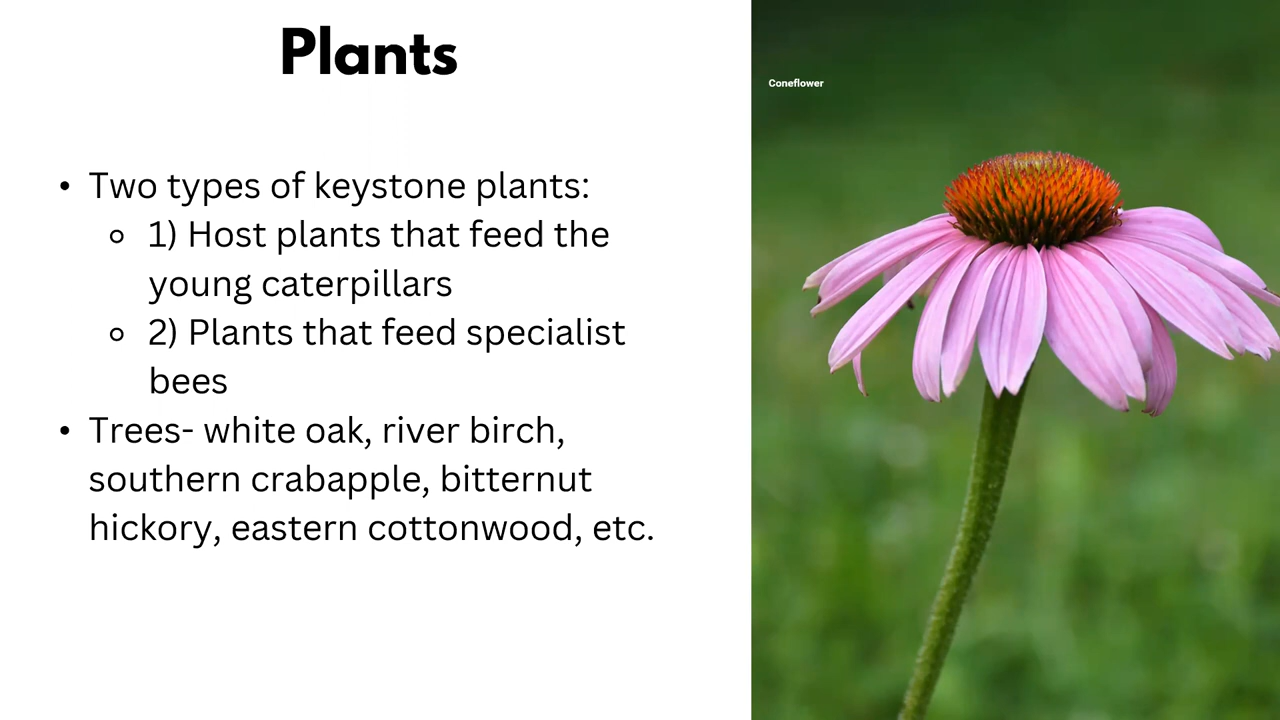 Plants
Coneflower
• Two types of keystone plants:
1) Host plants that feed the
young caterpillars
2) Plants that feed specialist
bees
• Trees- white oak, river birch,
southern crabapple, bitternut
hickory, eastern cottonwood, etc.